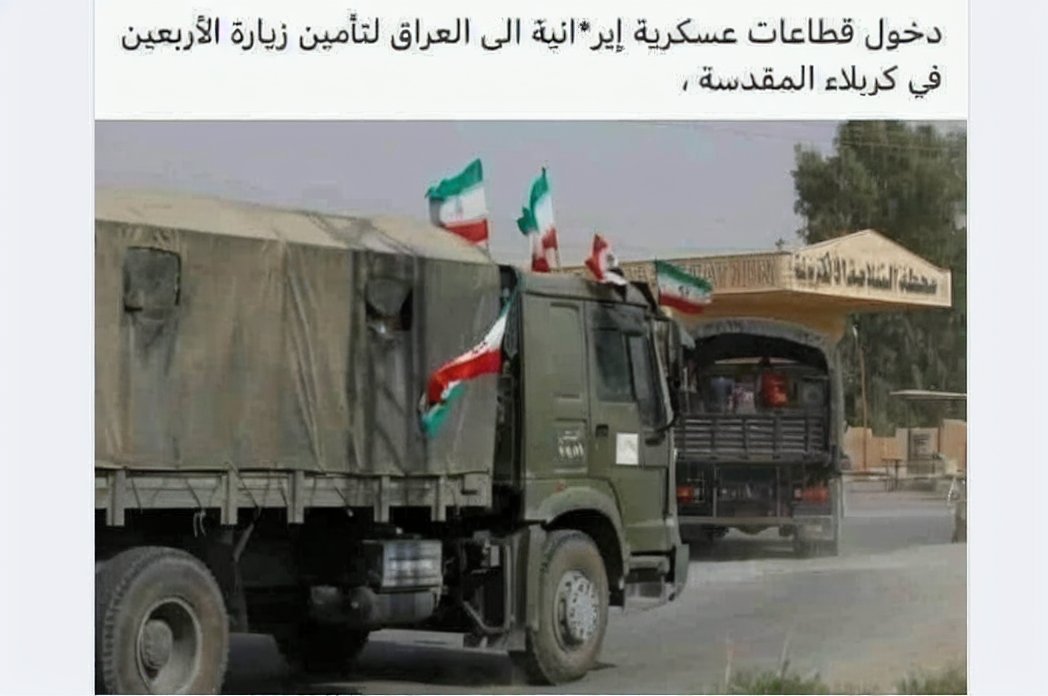 دخول قطاعات عسكرية إير*انية الى العراق لتأمين زيارة الأربعين
في كربلاء المقدسة ،